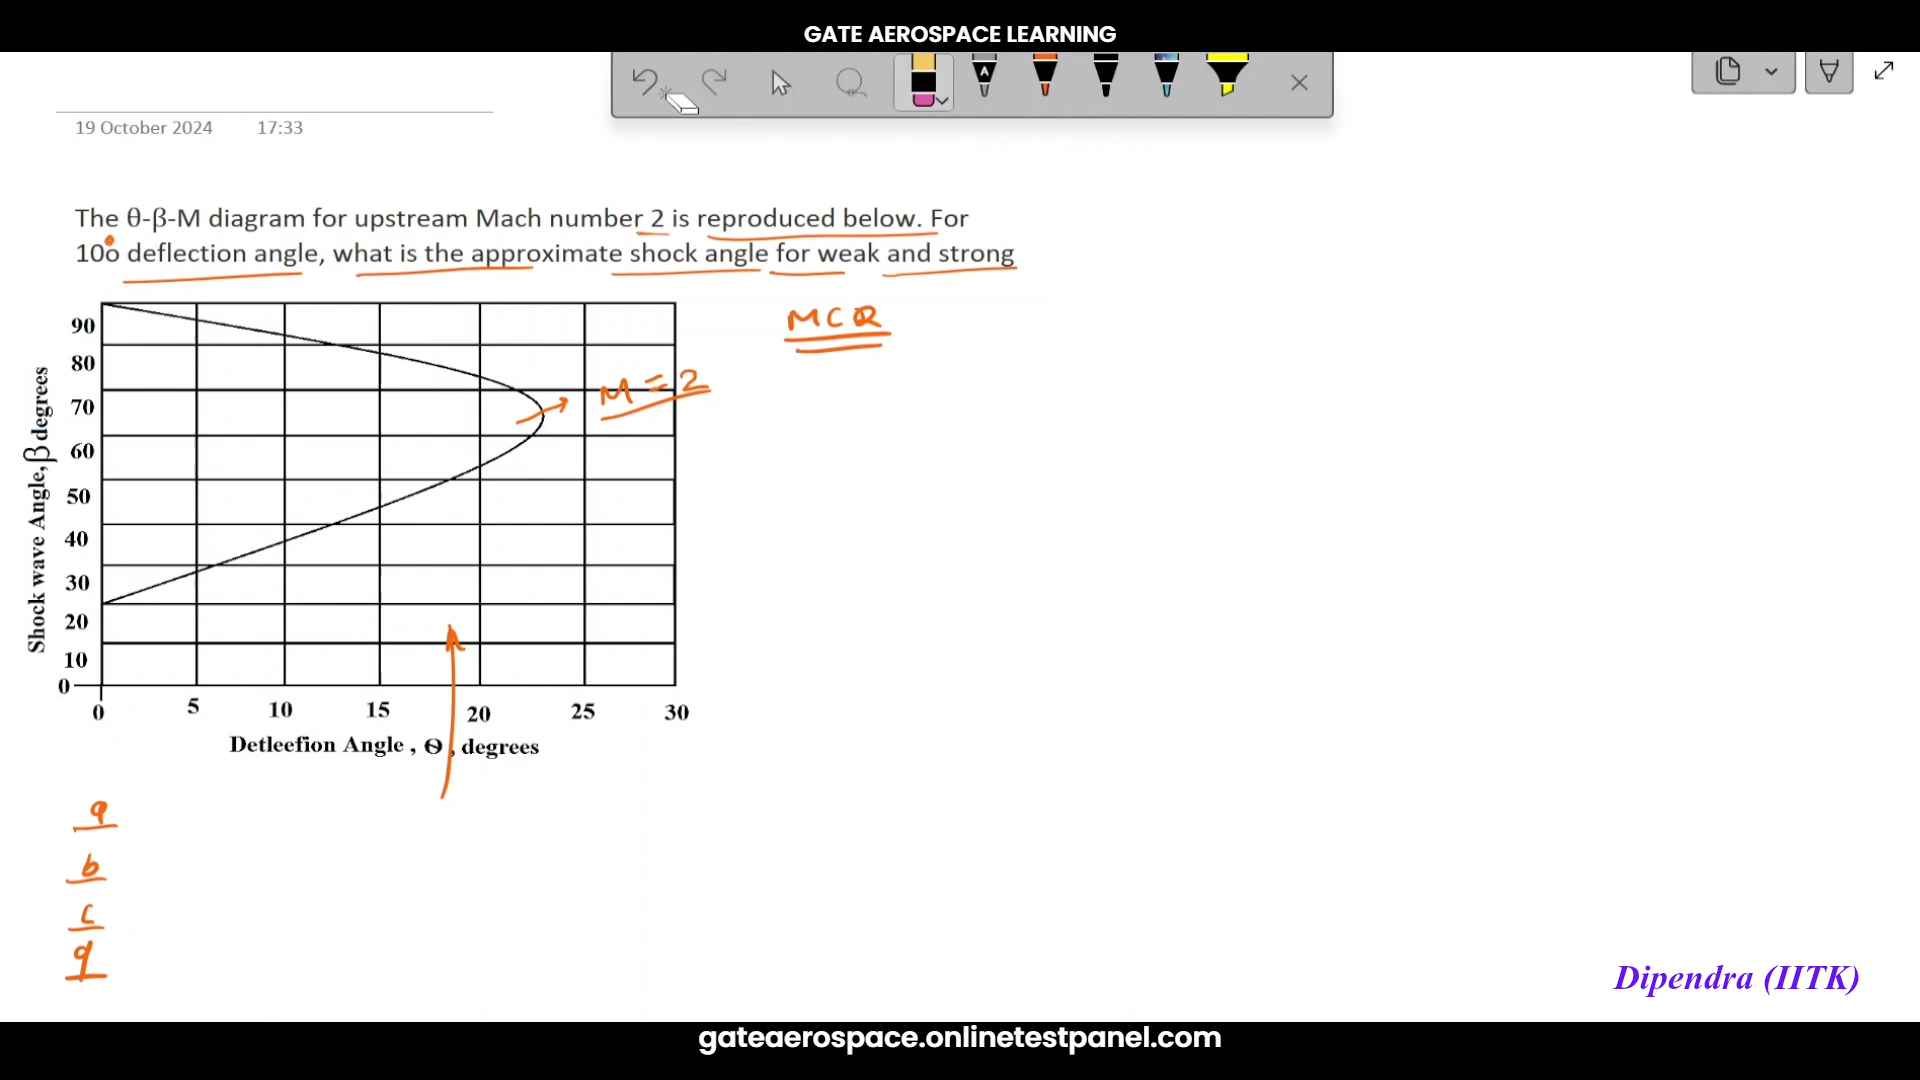 GATE AEROSPACE LEARNING
19 October 2024 17:33
The θ-β-M diagram for upstream Mach number 2 is reproduced below. For
10o deflection angle, what is the approximate shock angle for weak and strong
MCQ
M = 2
Shock wave Angle, β degrees
90
80
70
60
50
40
30
20
10
0
0 5 10 15 20 25 30
Detleefion Angle , Θ , degrees
a
b
c
d
Dipendra (IITK)
gateaerospace.onlinetestpanel.com